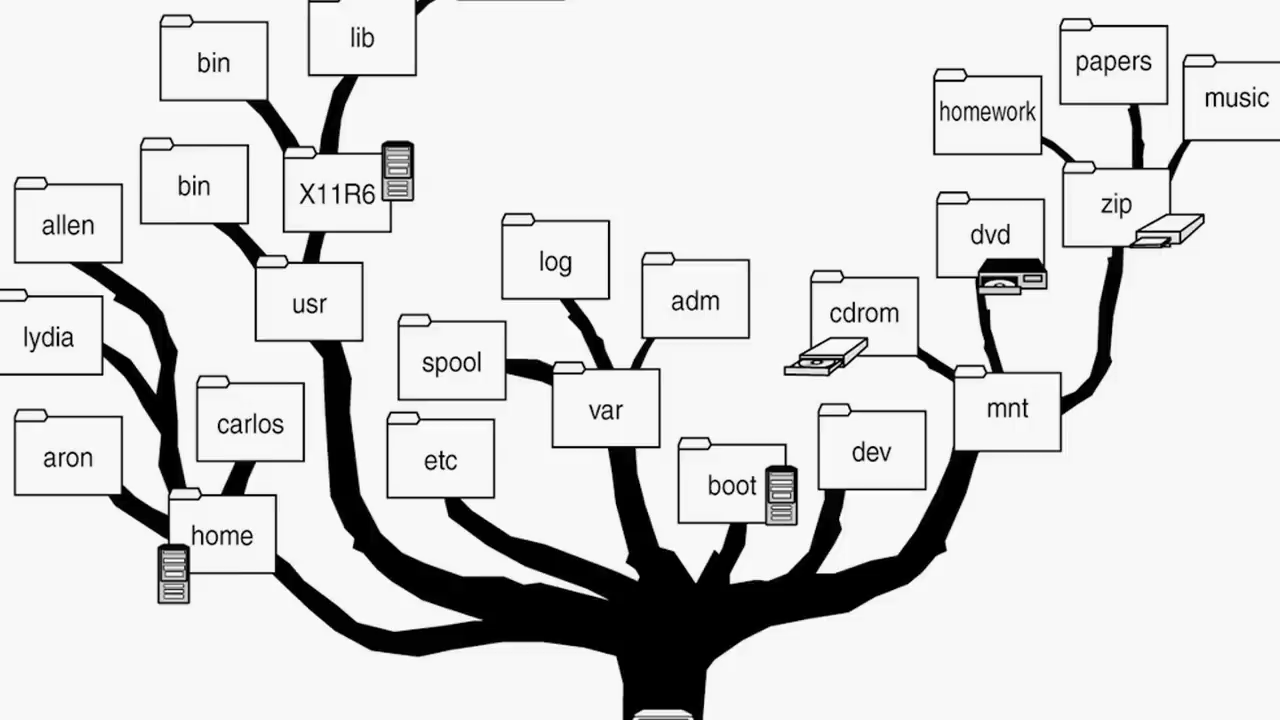 lib
bin
papers
music
homework
bin
X11R6
zip
allen
dvd
log
usr
adm
cdrom
lydia
spool
var
mnt
carlos
aron
etc
dev
boot
home